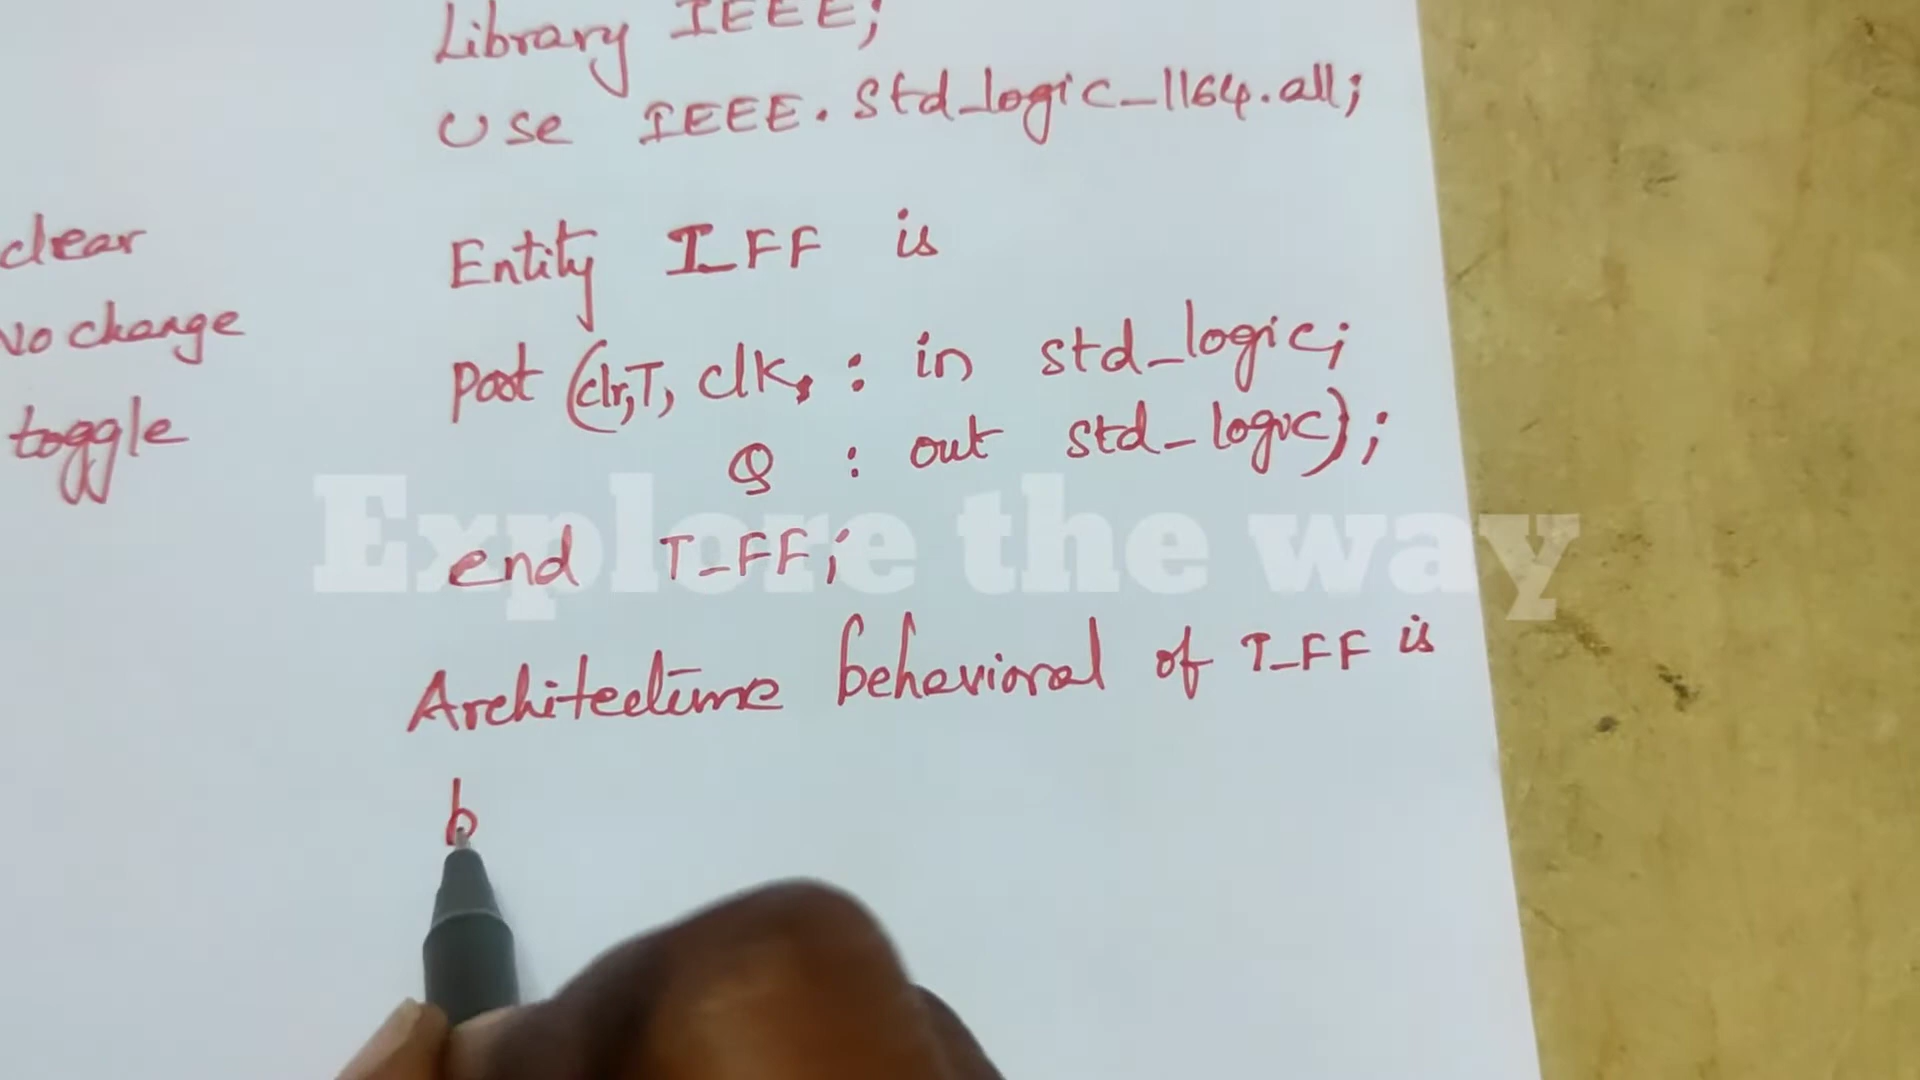 Library IEEE;
Use IEEE.Std_logic_1164.all;
clear
No change
toggle
Entity T_FF is
port (clr,T, clk, : in std_logic;
Q : out std_logic);
end T_FF;
Explore the way
Architecture behavioral of T_FF is
b